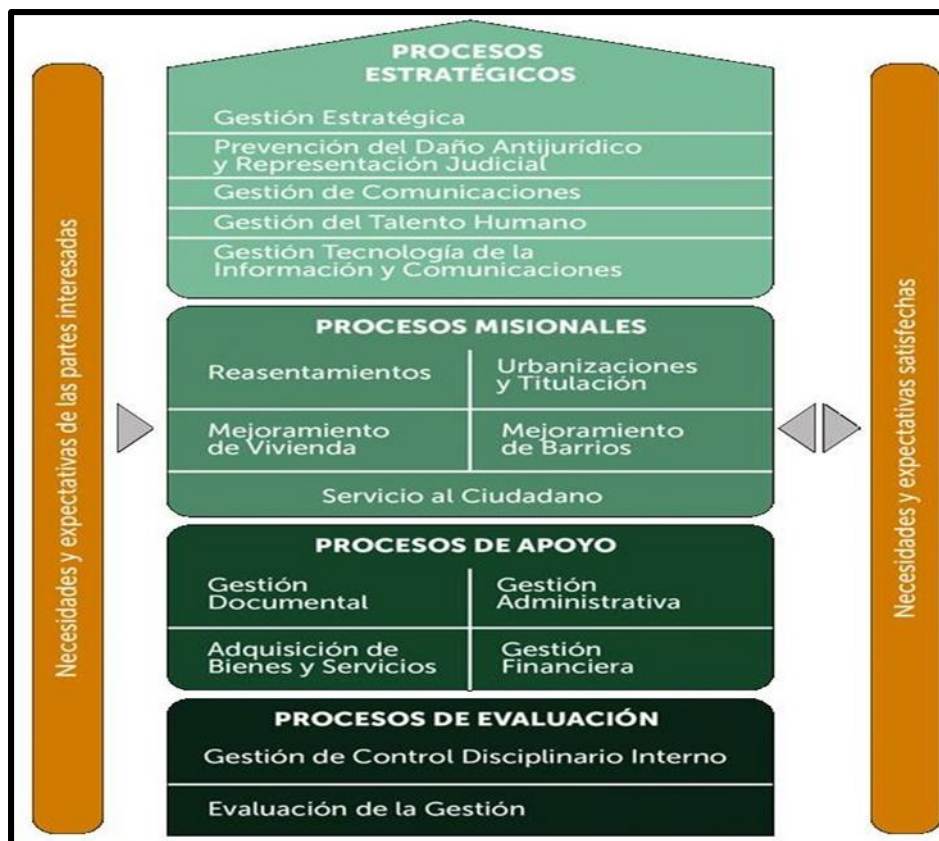 Necesidades y expectativas de las partes interesadas
PROCESOS
ESTRATÉGICOS
Gestión Estratégica
Prevención del Daño Antijurídico
y Representación Judicial
Gestión de Comunicaciones
Gestión del Talento Humano
Gestión Tecnología de la
Información y Comunicaciones
PROCESOS MISIONALES
Reasentamientos
Urbanizaciones
y Titulación
Mejoramiento
de Vivienda
Mejoramiento
de Barrios
Servicio al Ciudadano
PROCESOS DE APOYO
Gestión
Documental
Gestión
Administrativa
Adquisición de
Bienes y Servicios
Gestión
Financiera
PROCESOS DE EVALUACIÓN
Gestión de Control Disciplinario Interno
Evaluación de la Gestión
Necesidades y expectativas satisfechas